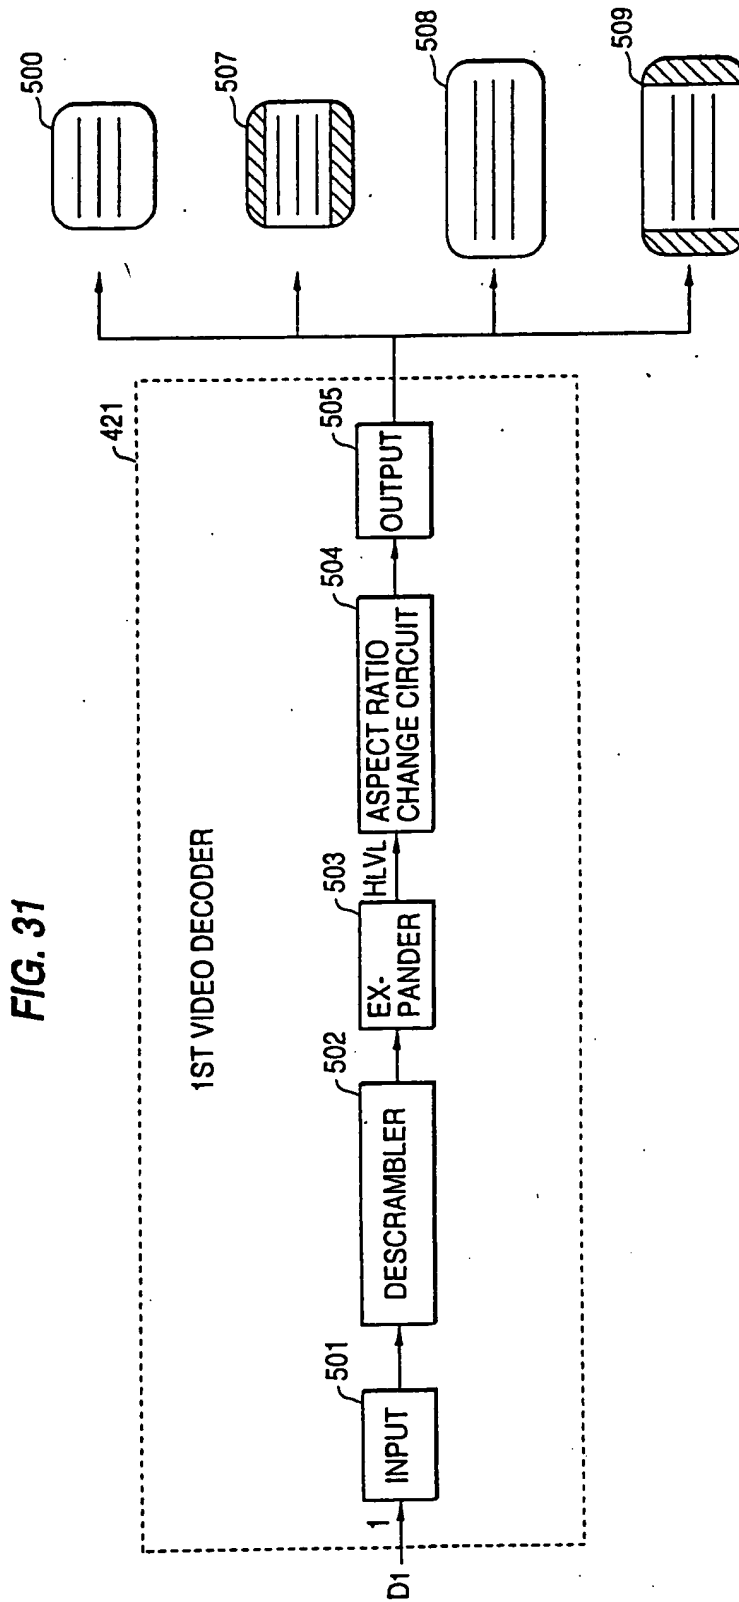 FIG. 31
421
1ST VIDEO DECODER
D1
1
501
INPUT
502
DESCRAMBLER
503
EX-
PANDER
HLVL
504
ASPECT RATIO
CHANGE CIRCUIT
505
OUTPUT
500
507
508
509